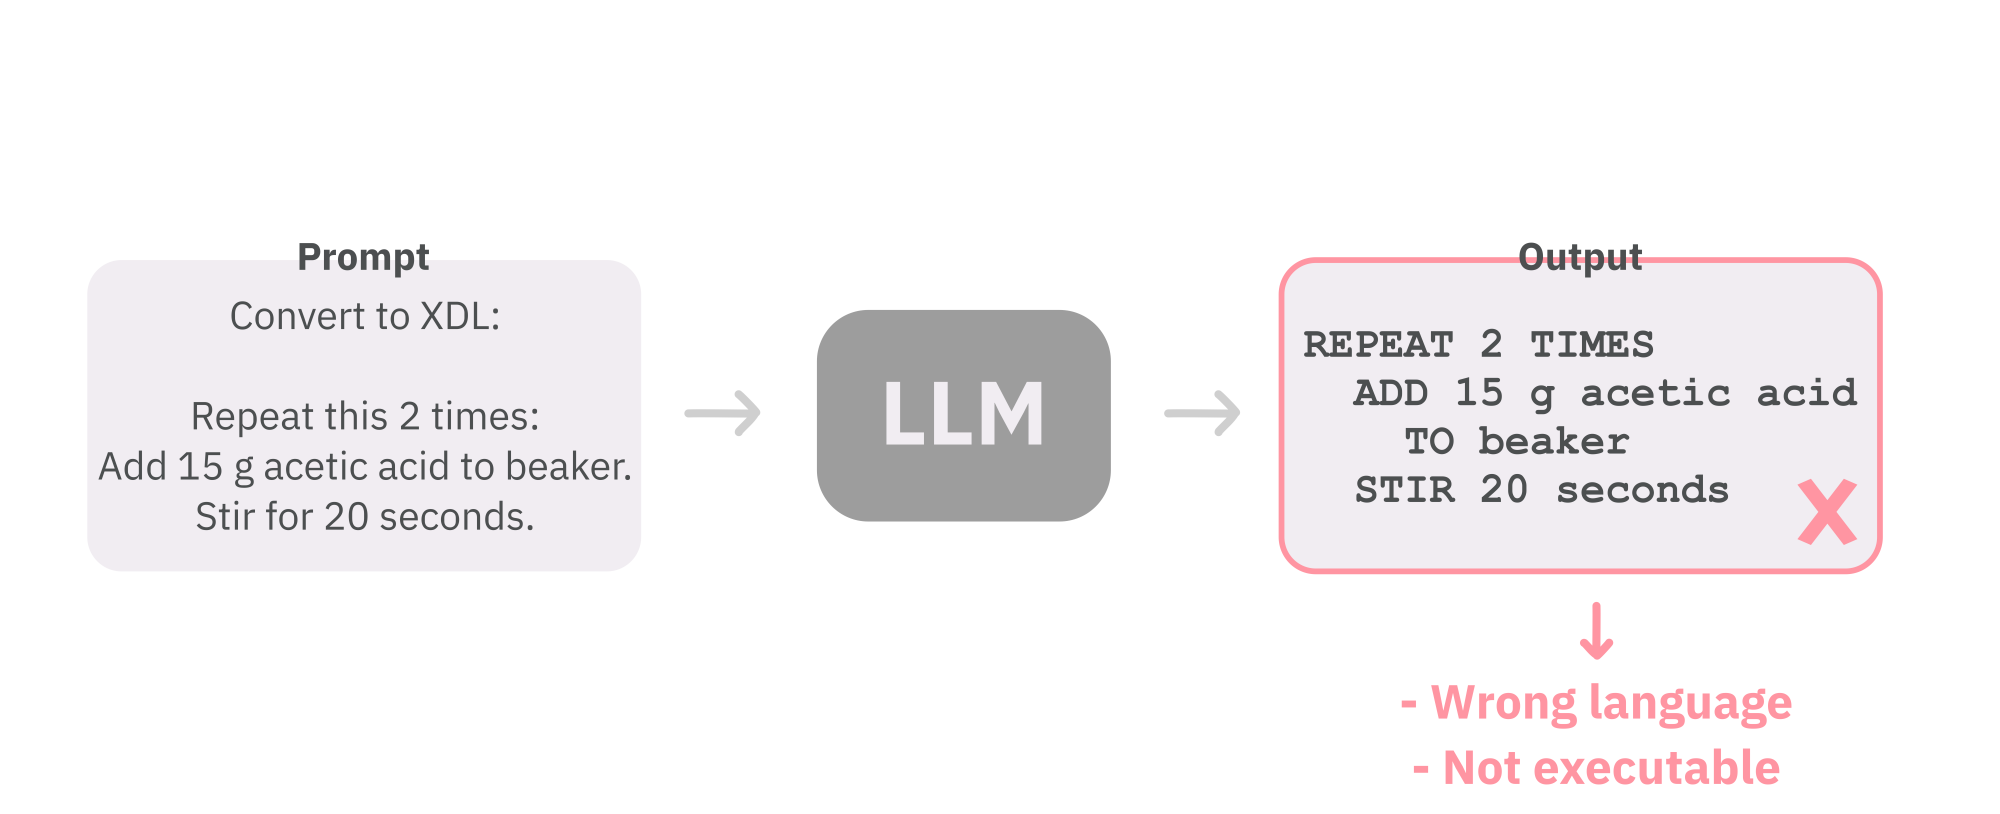 Prompt
Convert to XDL:
Repeat this 2 times:
Add 15 g acetic acid to beaker.
Stir for 20 seconds.
LLM
Output
REPEAT 2 TIMES
ADD 15 g acetic acid
TO beaker
STIR 20 seconds
X
- Wrong language
- Not executable